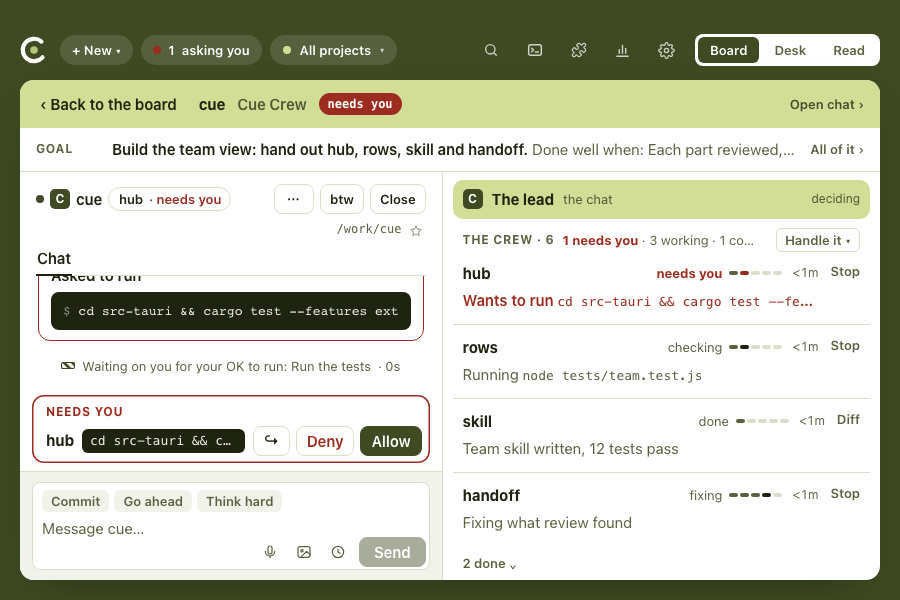 + New ▾
1 asking you
All projects ▾
Board
Desk
Read
‹ Back to the board
cue
Cue Crew
needs you
Open chat ›
GOAL
Build the team view: hand out hub, rows, skill and handoff. Done well when: Each part reviewed,...
All of it ›
C cue
hub · needs you
···
btw
Close
/work/cue
Chat
Asked to run
$ cd src-tauri && cargo test --features ext
Waiting on you for your OK to run: Run the tests · 0s
NEEDS YOU
hub
cd src-tauri && c…
Deny
Allow
Commit
Go ahead
Think hard
Message cue...
Send
C The lead the chat
deciding
THE CREW · 6 1 needs you · 3 working · 1 co...
Handle it ▾
hub
needs you <1m Stop
Wants to run cd src-tauri && cargo test --fe...
rows
checking <1m Stop
Running node tests/team.test.js
skill
done <1m Diff
Team skill written, 12 tests pass
handoff
fixing <1m Stop
Fixing what review found
2 done ⌄